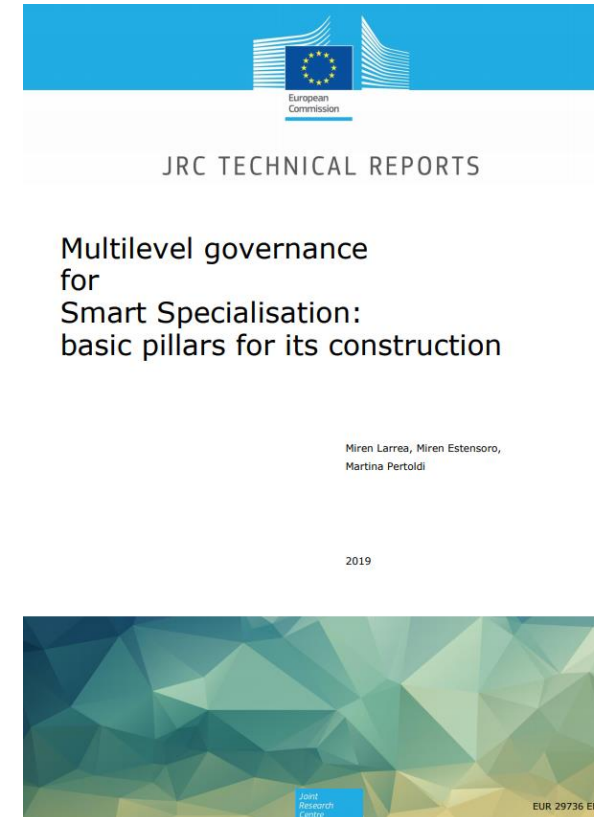 European
Commission
JRC TECHNICAL REPORTS
Multilevel governance
for
Smart Specialisation:
basic pillars for its construction
Miren Larrea, Miren Estensoro,
Martina Pertoldi
2019
Joint
Research
Centre
EUR 29736 E